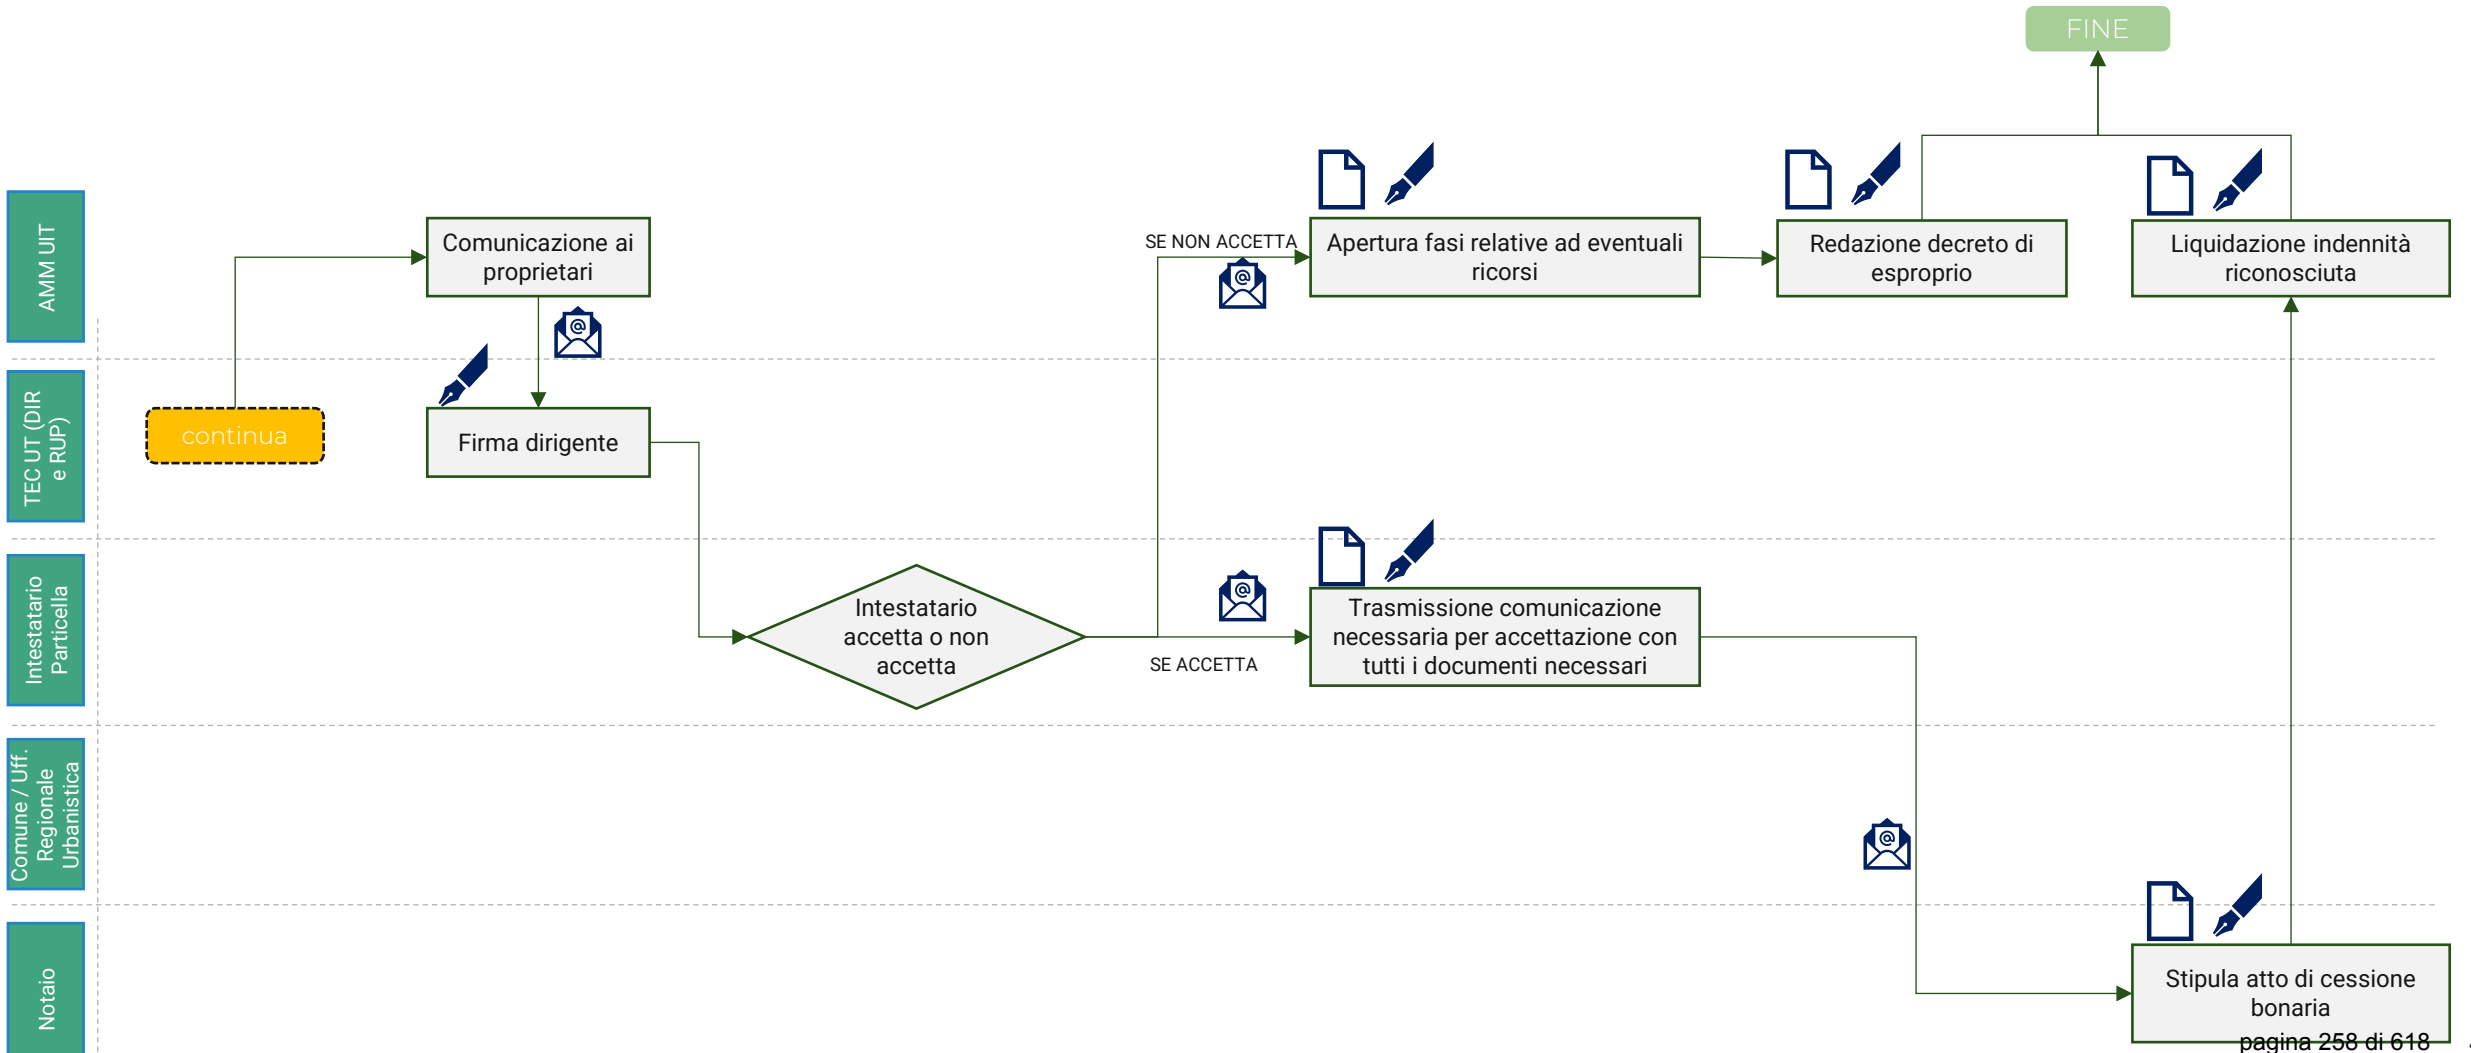 FINE
AMM UIT
Comunicazione ai
proprietari
SE NON ACCETTA
Apertura fasi relative ad eventuali
ricorsi
Redazione decreto di
esproprio
Liquidazione indennità
riconosciuta
TEC UT (DIR
e RUP)
continua
Firma dirigente
Intestatario
Particella
Intestatario
accetta o non
accetta
SE ACCETTA
Trasmissione comunicazione
necessaria per accettazione con
tutti i documenti necessari
Comune / Uff.
Regionale
Urbanistica
Notaio
Stipula atto di cessione
bonaria
pagina 258 di 618